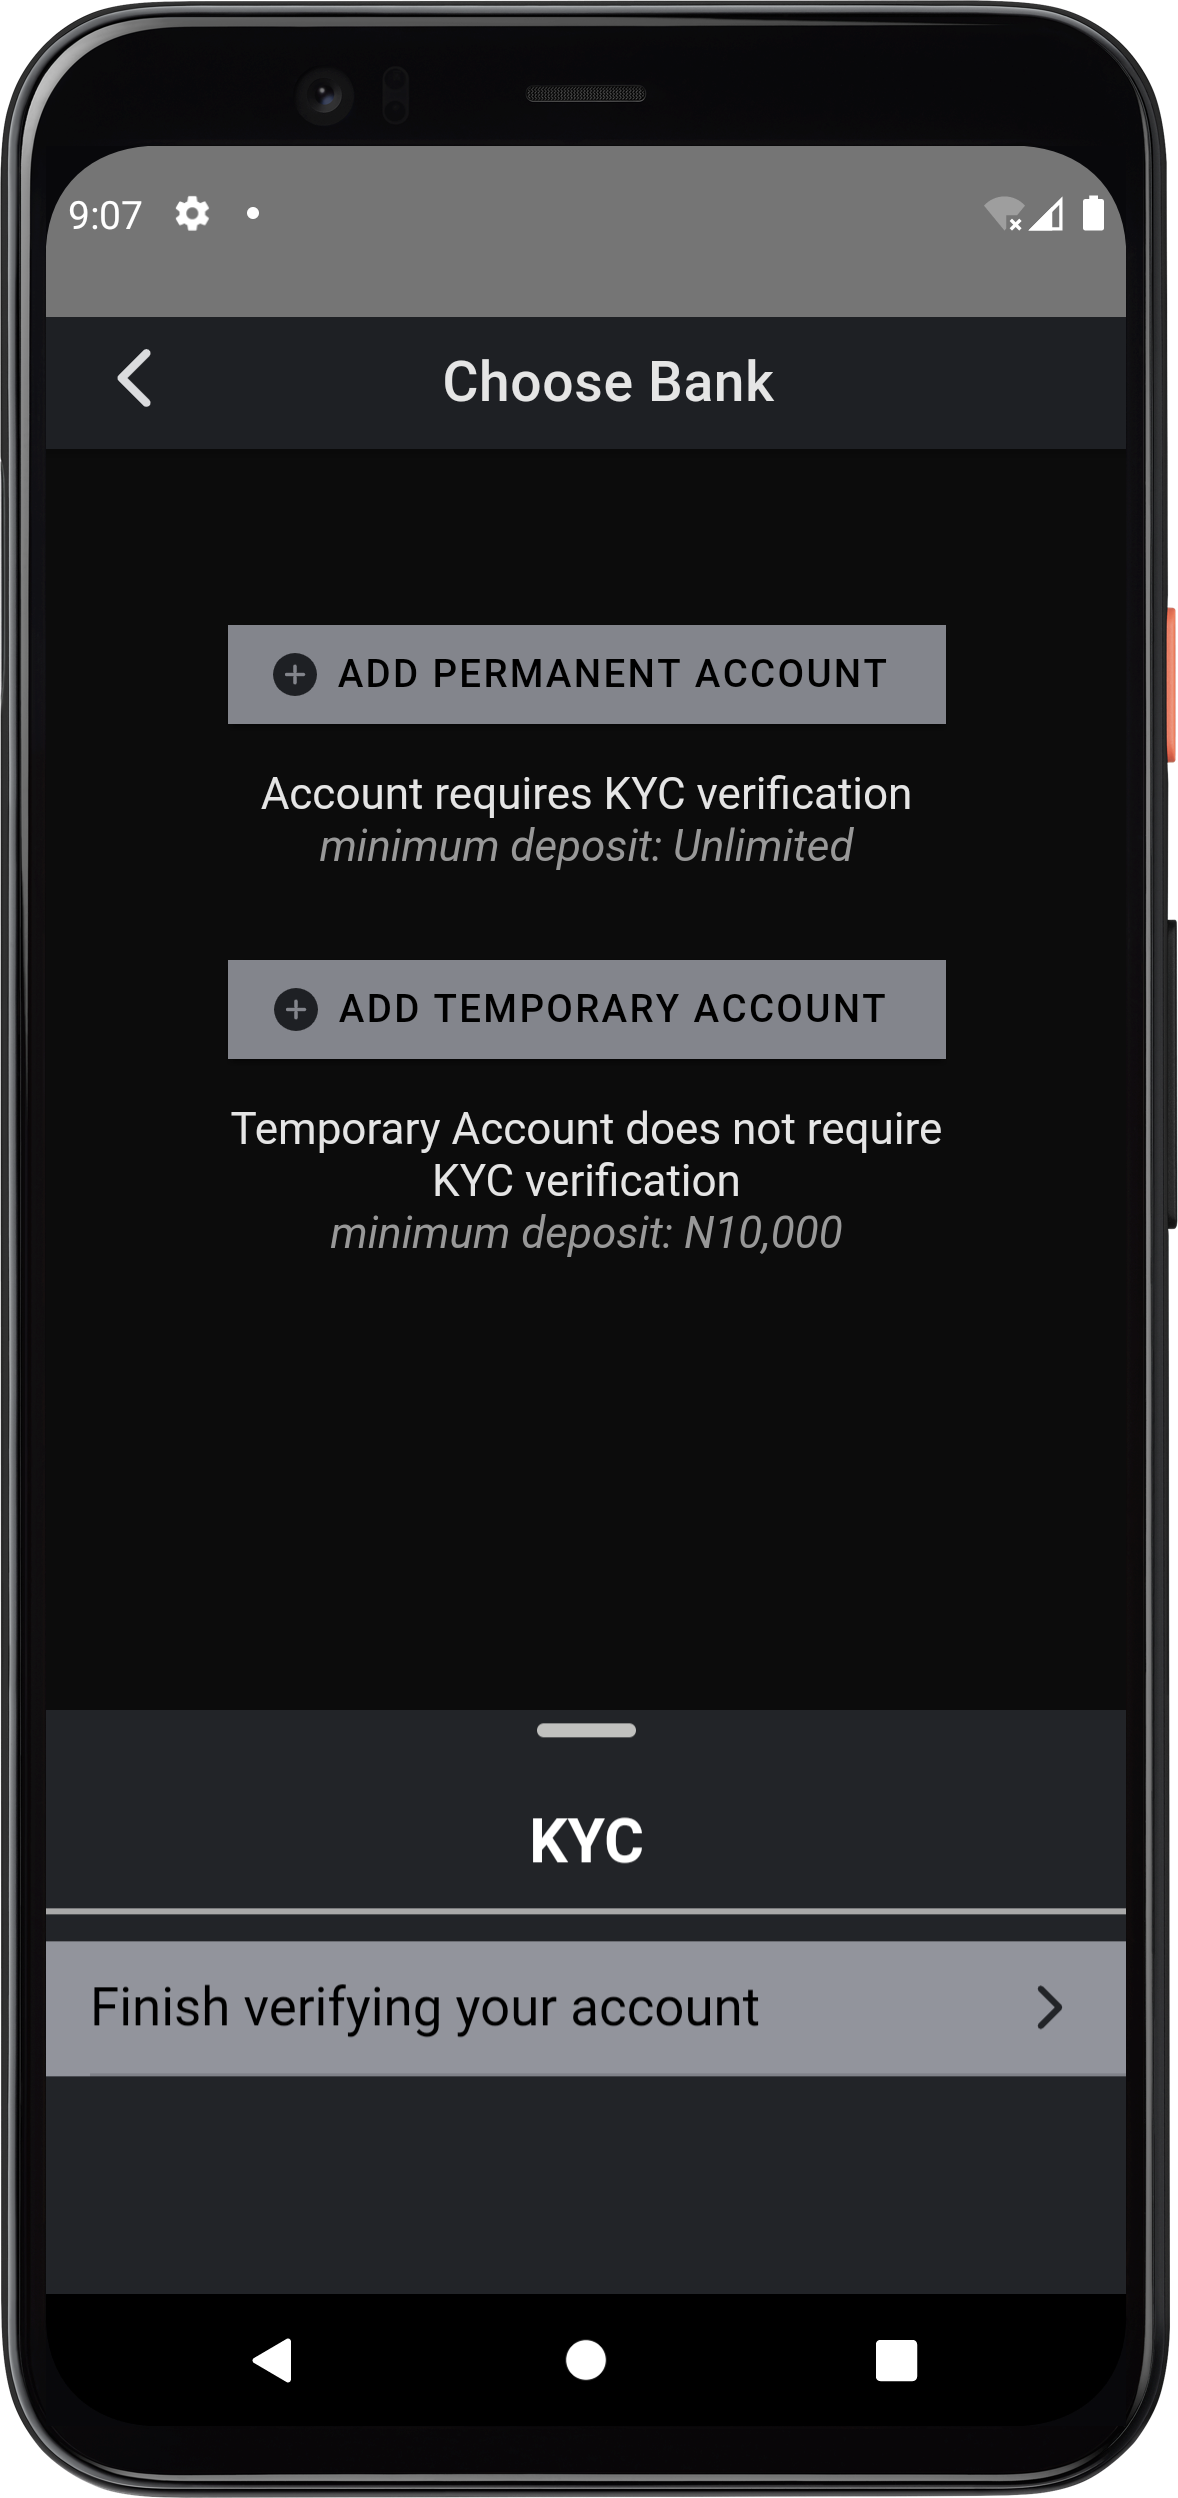 9:07
Choose Bank
ADD PERMANENT ACCOUNT
Account requires KYC verification
minimum deposit: Unlimited
ADD TEMPORARY ACCOUNT
Temporary Account does not require
KYC verification
minimum deposit: N10,000
KYC
Finish verifying your account